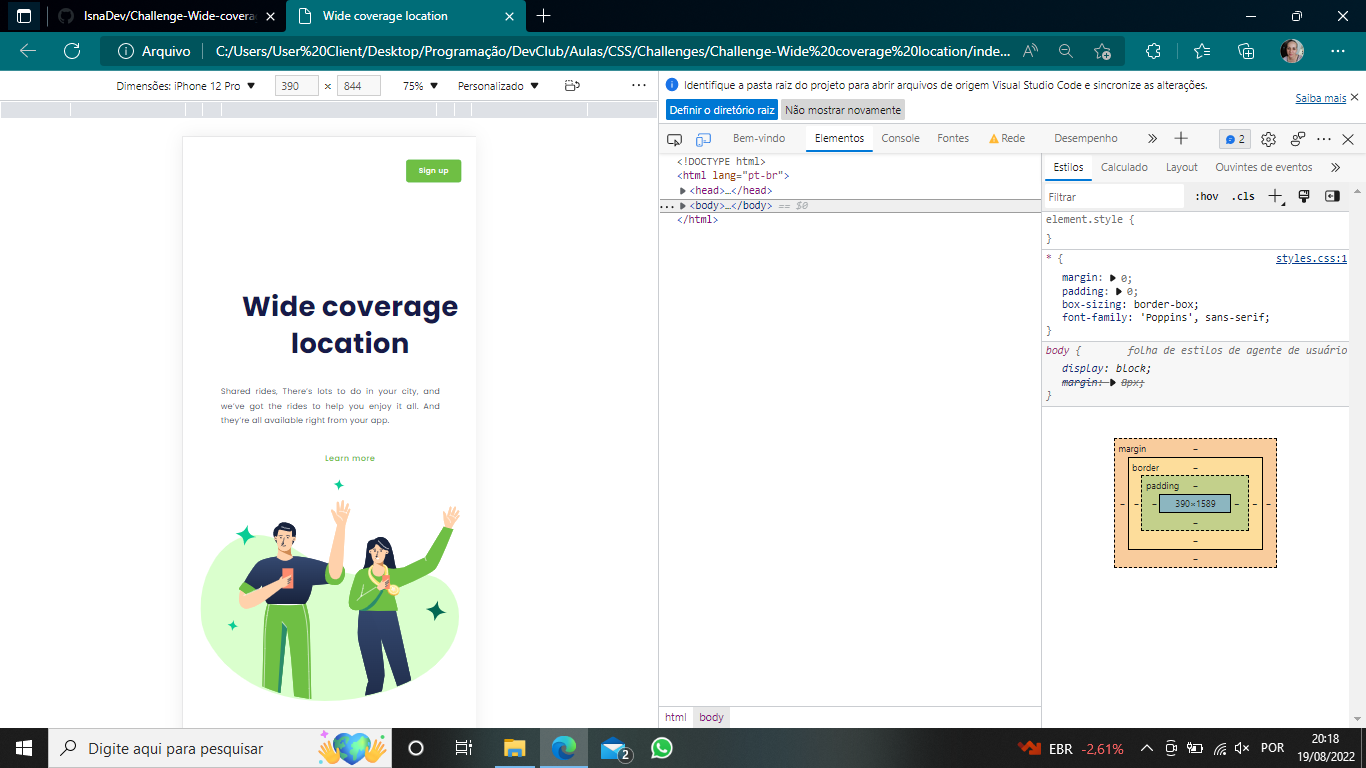 IsnaDev/Challenge-Wide-covera
Wide coverage location
Arquivo
C:/Users/User%20Client/Desktop/Programação/DevClub/Aulas/CSS/Challenges/Challenge-Wide%20coverage%20location/inde...
Dimensões: iPhone 12 Pro
390 × 844
75%
Personalizado
Sign up
Wide coverage
location
Shared rides, There's lots to do in your city, and
we've got the rides to help you enjoy it all. And
they're all available right from your app.
Learn more
Identifique a pasta raiz do projeto para abrir arquivos de origem Visual Studio Code e sincronize as alterações.
Definir o diretório raiz
Não mostrar novamente
Saiba mais
Bem-vindo
Elementos
Console
Fontes
Rede
Desempenho
2
<!DOCTYPE html>
<html lang="pt-br">
<head>…</head>
<body>…</body> == $0
</html>
html
body
Estilos
Calculado
Layout
Ouvintes de eventos
Filtrar
:hov
.cls
element.style {
}
* {
styles.css:1
margin: 0;
padding: 0;
box-sizing: border-box;
font-family: 'Poppins', sans-serif;
}
body {
folha de estilos de agente de usuário
display: block;
margin: 8px;
}
margin
-
border
-
padding
-
- - - 390×1589 - - -
-
-
-
Digite aqui para pesquisar
2
EBR -2,61%
POR
20:18
19/08/2022